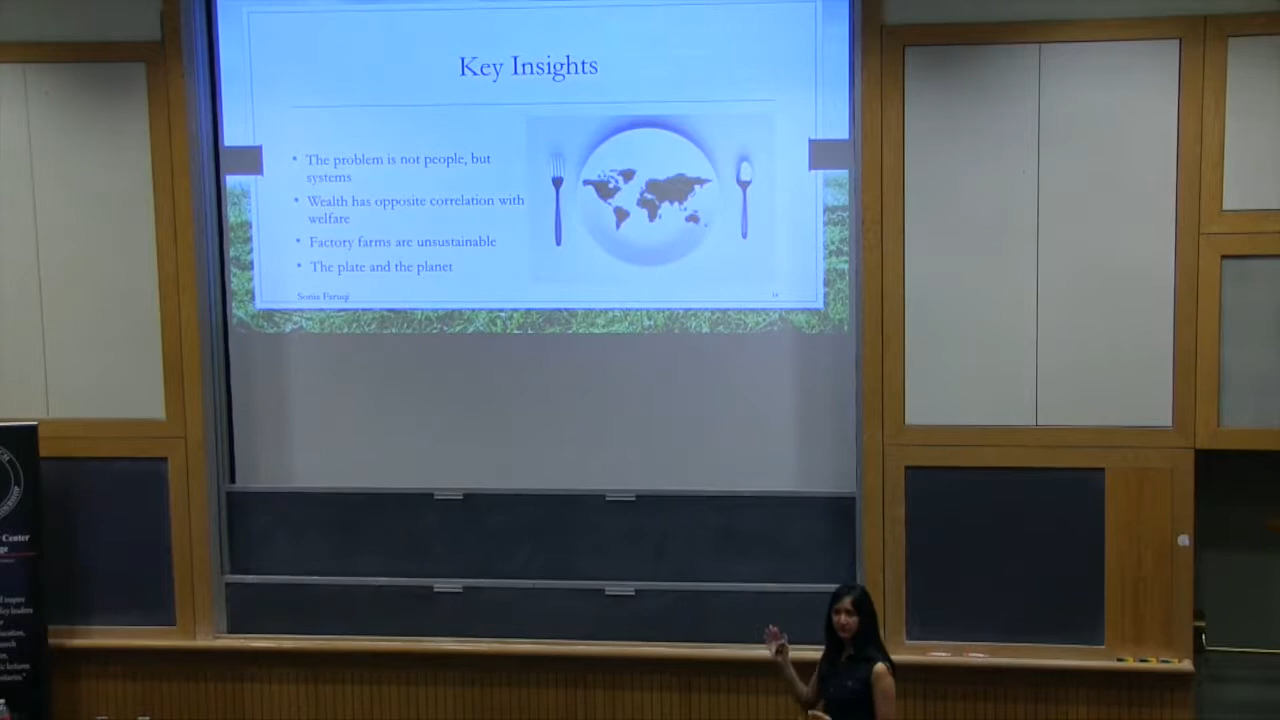 Key Insights
• The problem is not people, but
systems
• Wealth has opposite correlation with
welfare
• Factory farms are unsustainable
• The plate and the planet
Sonia Faruqi
Center